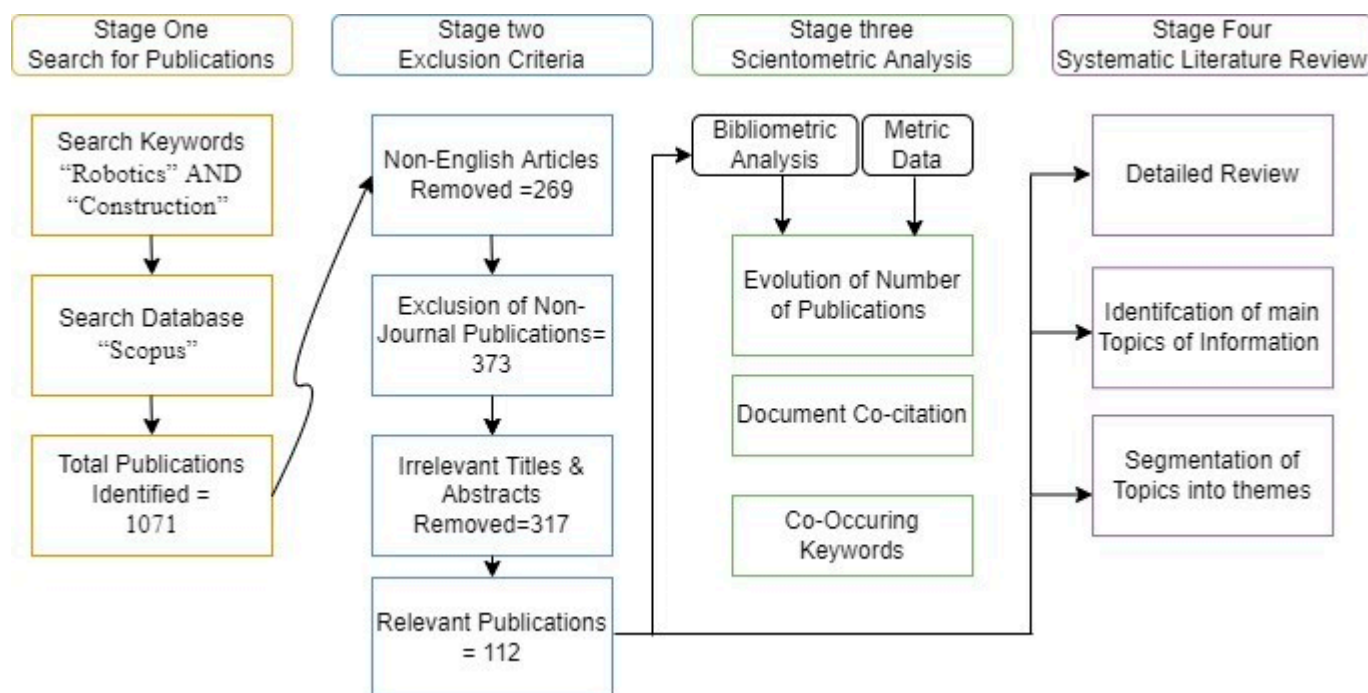 Stage One
Search for Publications
Stage two
Exclusion Criteria
Stage three
Scientometric Analysis
Stage Four
Systematic Literature Review
Search Keywords
“Robotics” AND
“Construction”
Search Database
“Scopus”
Total Publications
Identified =
1071
Non-English Articles
Removed =269
Exclusion of Non-
Journal Publications=
373
Irrelevant Titles &
Abstracts
Removed=317
Relevant Publications
= 112
Bibliometric
Analysis
Metric
Data
Evolution of Number
of Publications
Document Co-citation
Co-Occuring
Keywords
Detailed Review
Identifcation of main
Topics of Information
Segmentation of
Topics into themes